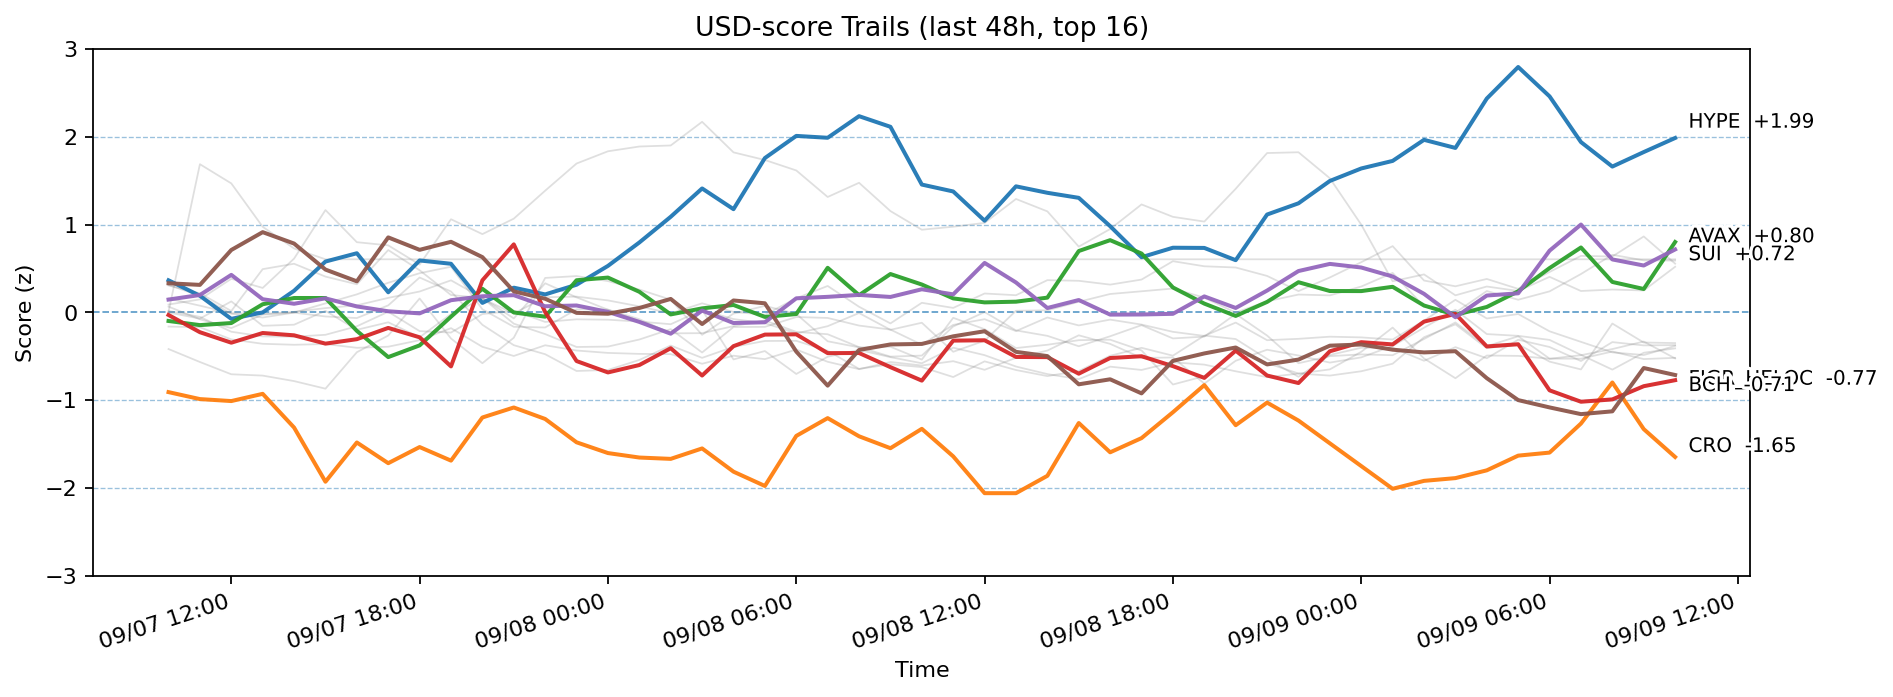 USD-score Trails (last 48h, top 16)
Score (z)
3
2
1
0
−1
−2
−3
HYPE +1.99
AVAX +0.80
SUI +0.72
-0.77
BCH -0.71
CRO -1.65
09/07 12:00
09/07 18:00
09/08 00:00
09/08 06:00
09/08 12:00
09/08 18:00
09/09 00:00
09/09 06:00
09/09 12:00
Time